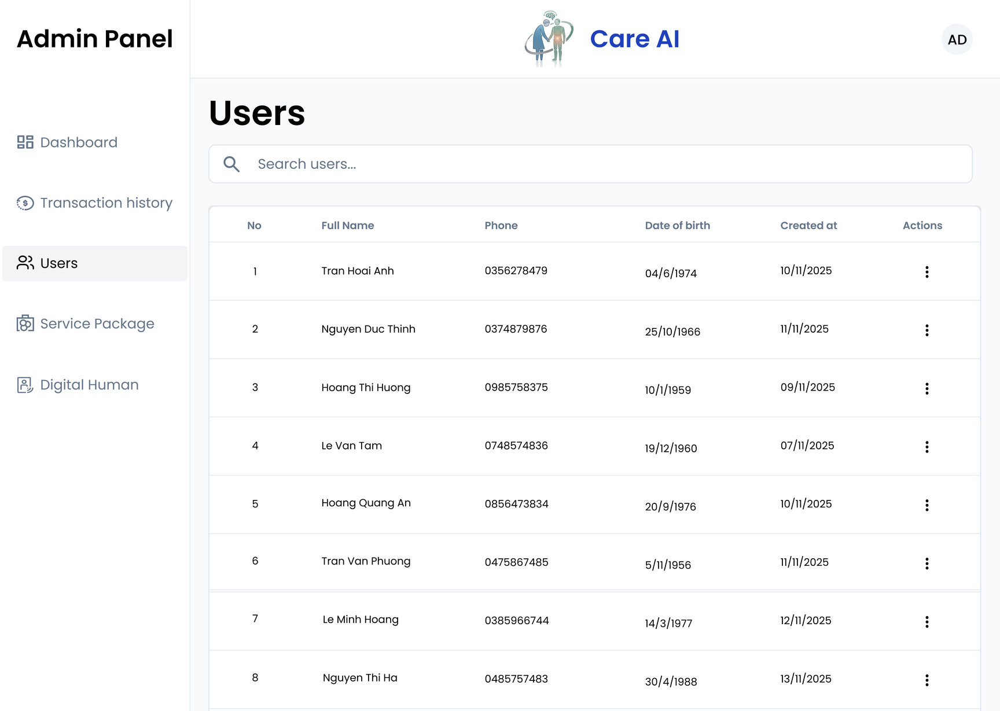 Admin Panel
Care AI
AD
Dashboard
Transaction history
Users
Service Package
Digital Human
Users
Search users...
No Full Name Phone Date of birth Created at Actions
1 Tran Hoai Anh 0356278479 04/6/1974 10/11/2025
2 Nguyen Duc Thinh 0374879876 25/10/1966 11/11/2025
3 Hoang Thi Huong 0985758375 10/1/1959 09/11/2025
4 Le Van Tam 0748574836 19/12/1960 07/11/2025
5 Hoang Quang An 0856473834 20/9/1976 10/11/2025
6 Tran Van Phuong 0475867485 5/11/1956 11/11/2025
7 Le Minh Hoang 0385966744 14/3/1977 12/11/2025
8 Nguyen Thi Ha 0485757483 30/4/1988 13/11/2025